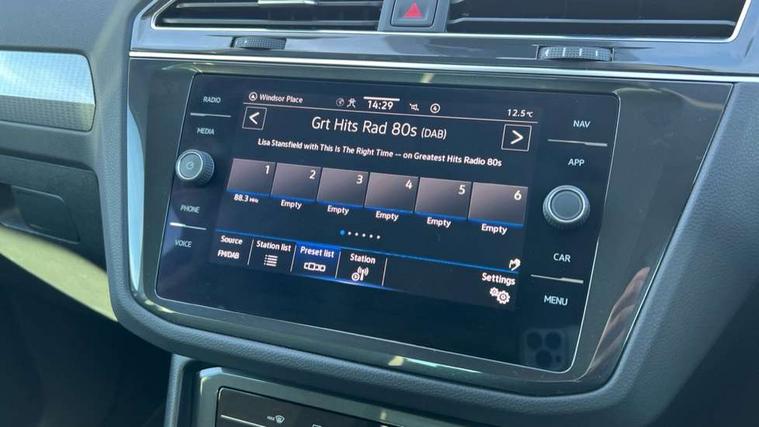 RADIO
MEDIA
PHONE
VOICE
Windsor Place
14:29
12.5°C
Grt Hits Rad 80s (DAB)
Lisa Stansfield with This Is The Right Time -- on Greatest Hits Radio 80s
1 2 3 4 5 6
88.3 MHz Empty Empty Empty Empty Empty
Source Station list Preset list Station Settings
FM/DAB
NAV
APP
CAR
MENU
MAX